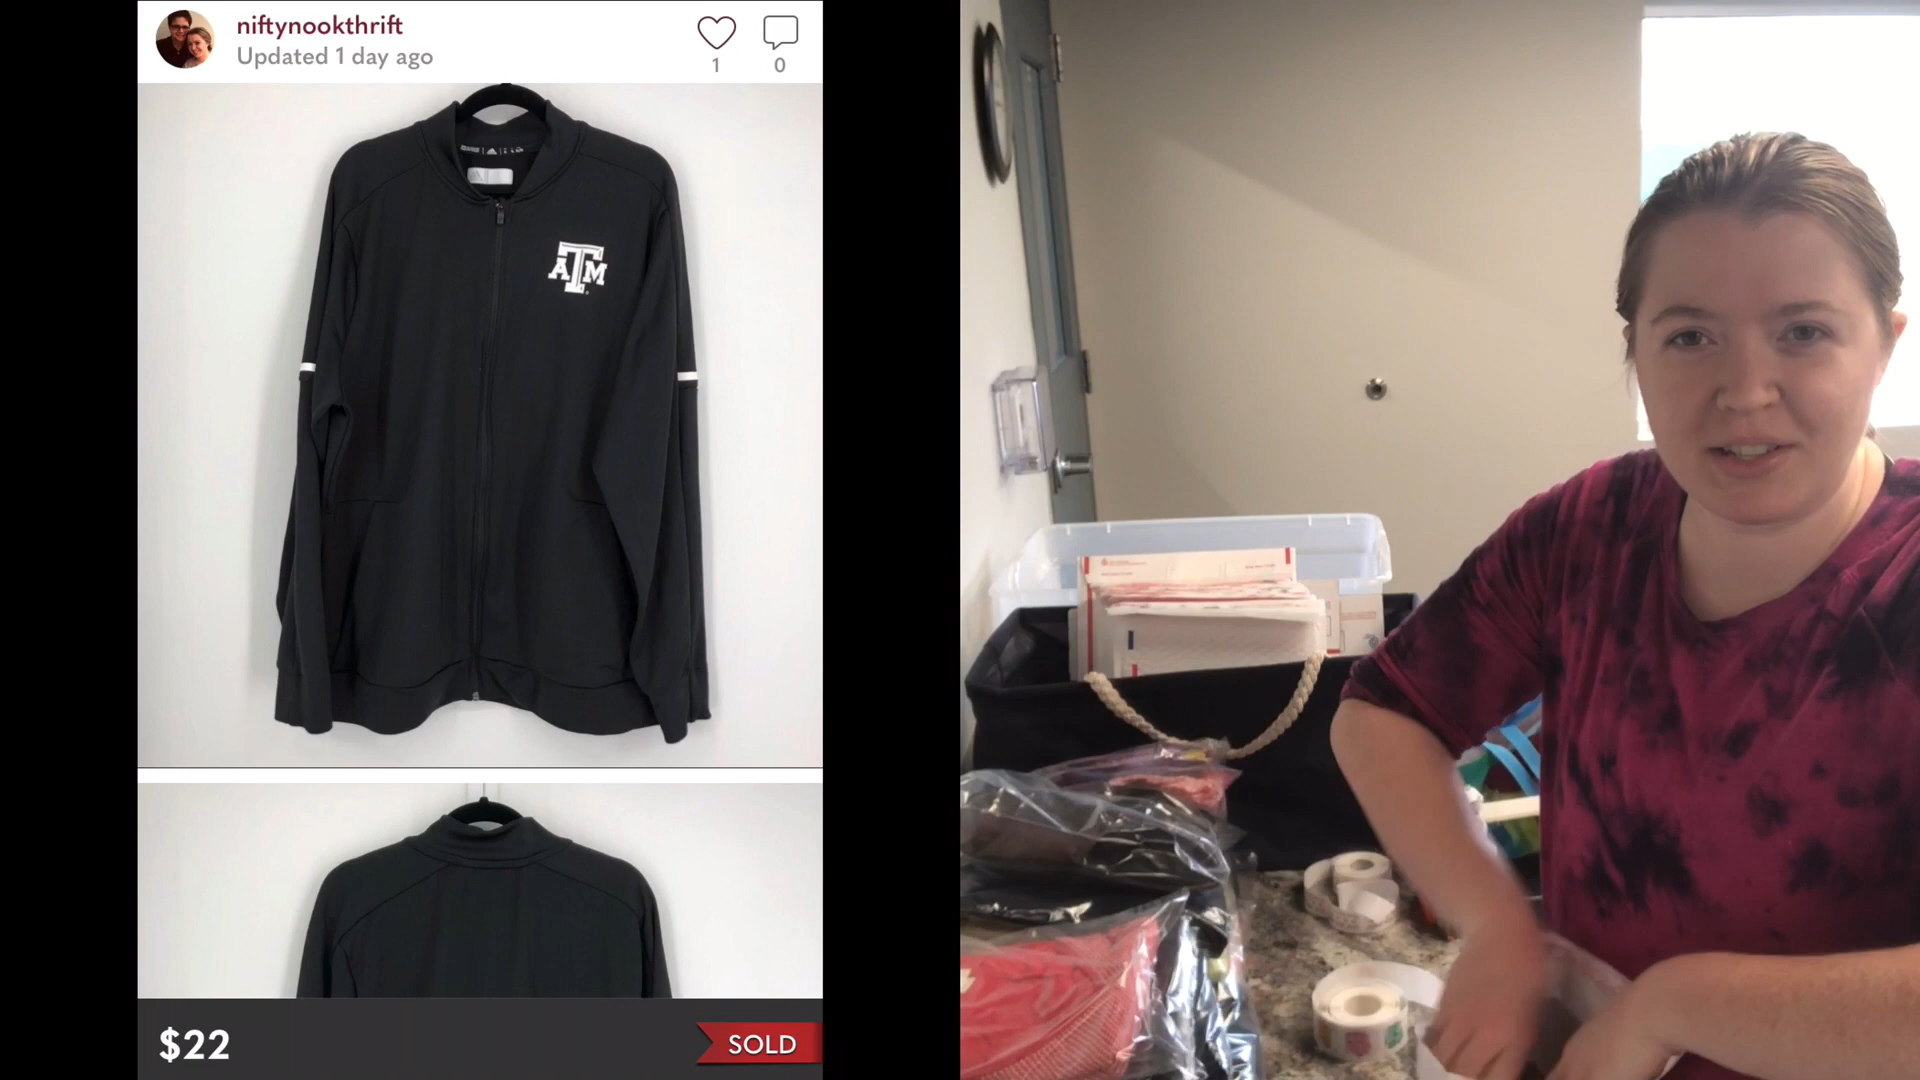 niftynookthrift
Updated 1 day ago
1
0
ATM
$22
SOLD